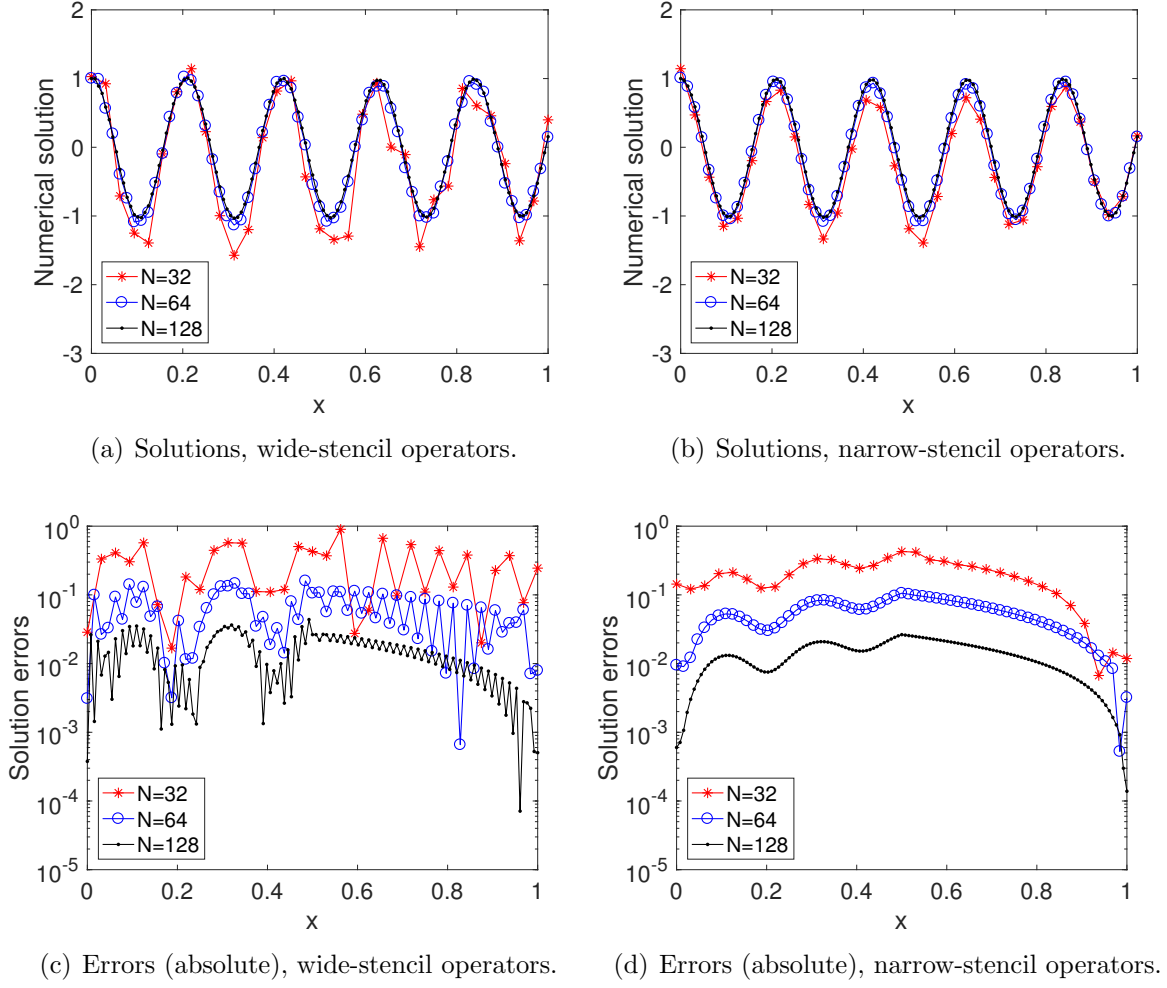 2
1
0
-1
-2
-3
Numerical solution
N=32
N=64
N=128
0
0.2
0.4
0.6
0.8
1
x
(a) Solutions, wide-stencil operators.
2
1
0
-1
-2
-3
Numerical solution
N=32
N=64
N=128
0
0.2
0.4
0.6
0.8
1
x
(b) Solutions, narrow-stencil operators.
10^0
10^-1
10^-2
10^-3
10^-4
10^-5
Solution errors
N=32
N=64
N=128
0
0.2
0.4
0.6
0.8
1
x
(c) Errors (absolute), wide-stencil operators.
10^0
10^-1
10^-2
10^-3
10^-4
10^-5
Solution errors
N=32
N=64
N=128
0
0.2
0.4
0.6
0.8
1
x
(d) Errors (absolute), narrow-stencil operators.